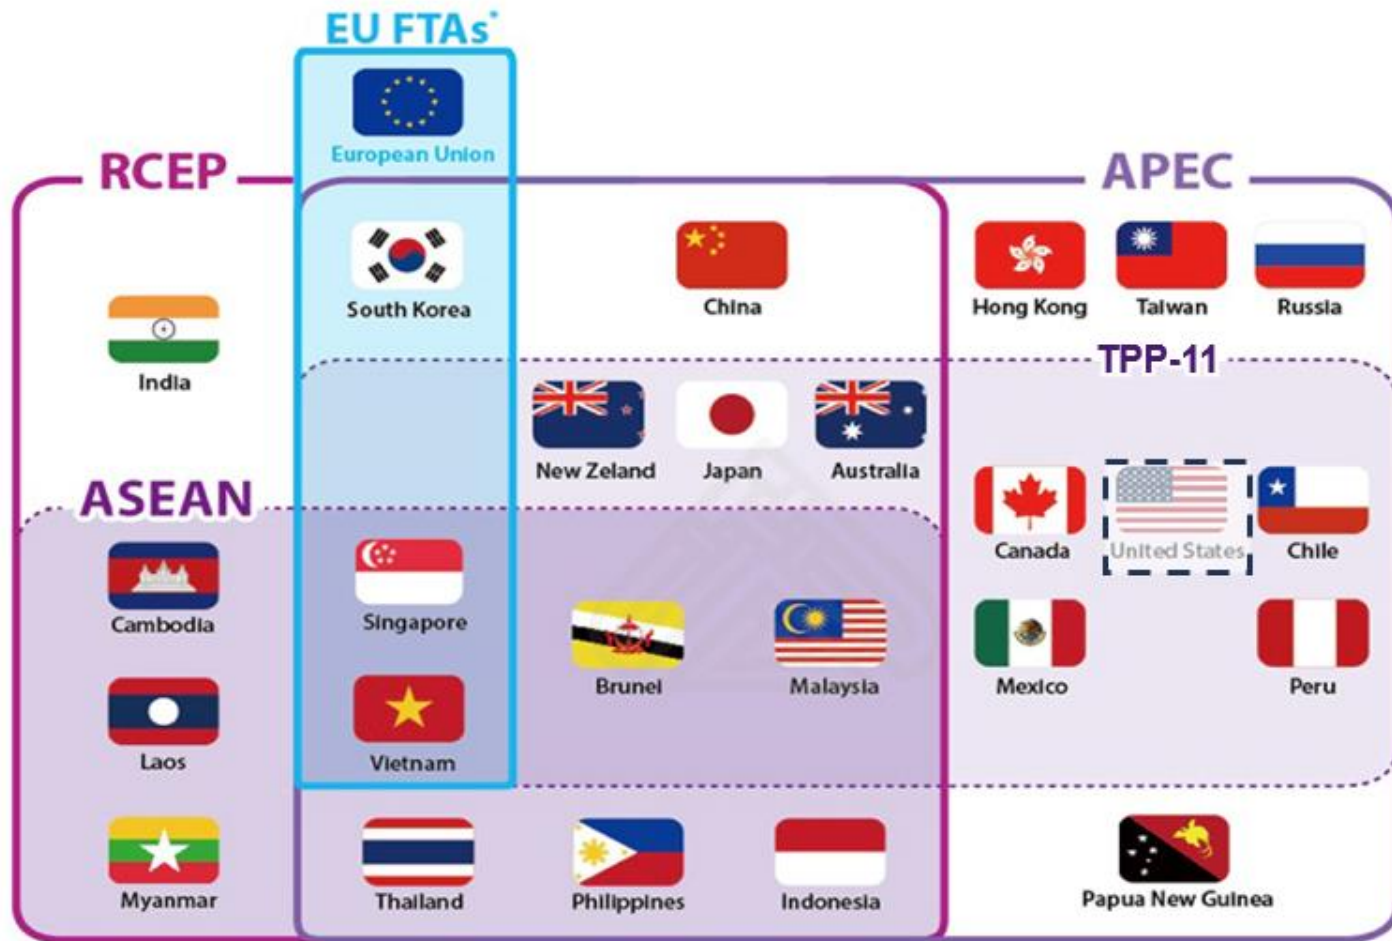 EU FTAs*
European Union
RCEP
APEC
South Korea
China
Hong Kong
Taiwan
Russia
India
TPP-11
New Zeland
Japan
Australia
ASEAN
Canada
United States
Chile
Cambodia
Singapore
Brunei
Malaysia
Mexico
Peru
Laos
Vietnam
Myanmar
Thailand
Philippines
Indonesia
Papua New Guinea